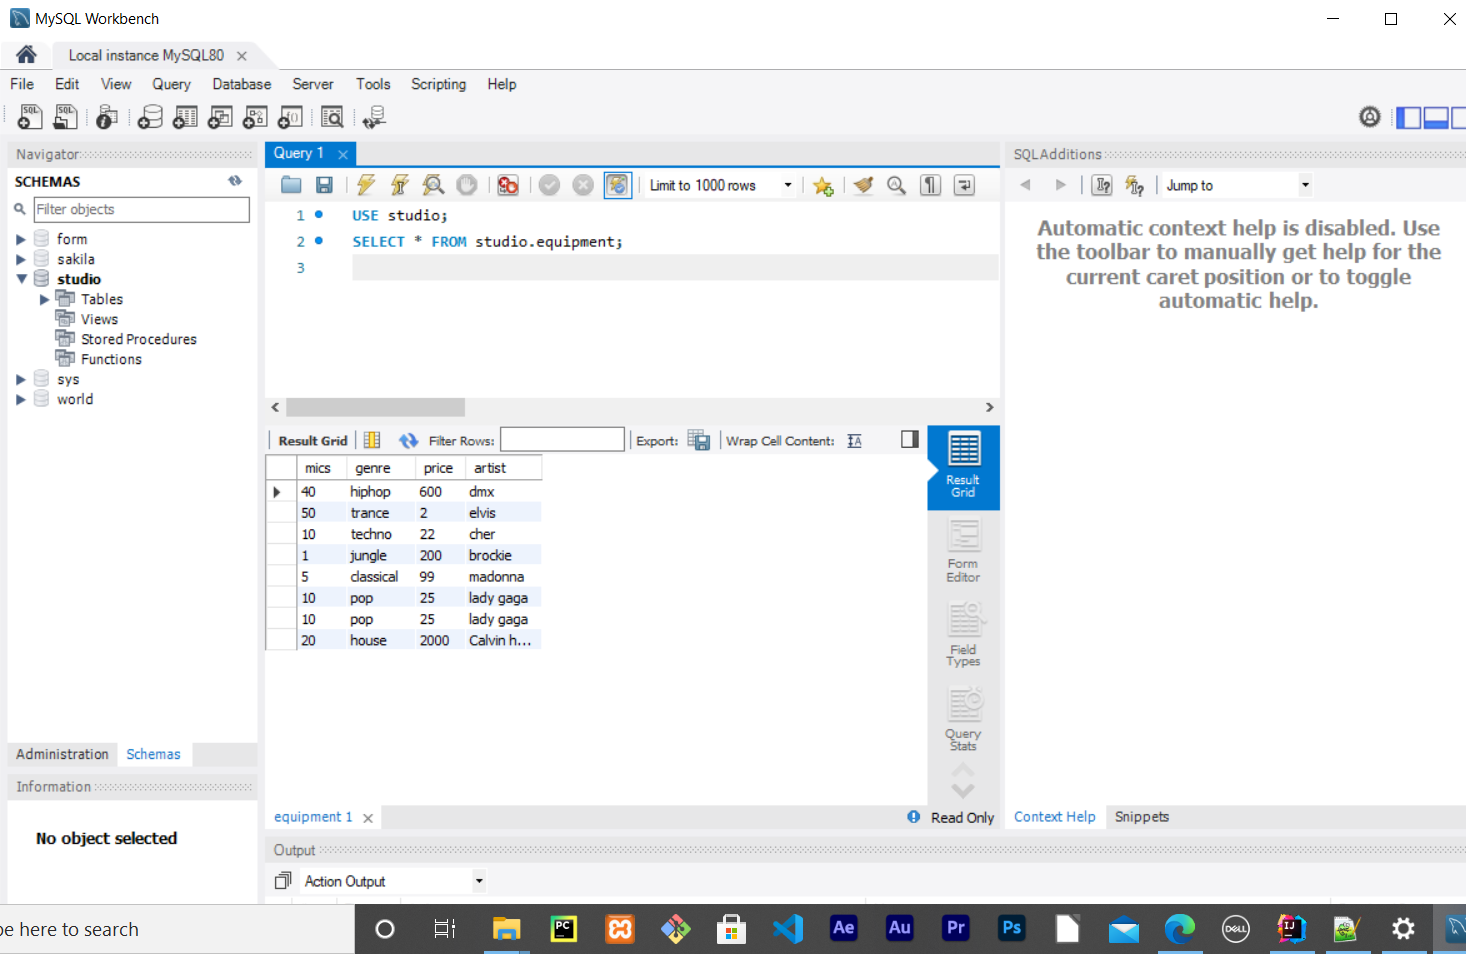 MySQL Workbench
Local instance MySQL80
File Edit View Query Database Server Tools Scripting Help
Navigator
SCHEMAS
Filter objects
form
sakila
studio
Tables
Views
Stored Procedures
Functions
sys
world
Administration Schemas
Information
No object selected
Query 1
Limit to 1000 rows
1 USE studio;
2 SELECT * FROM studio.equipment;
3
Result Grid Filter Rows: Export: Wrap Cell Content:
mics genre price artist
40 hiphop 600 dmx
50 trance 2 elvis
10 techno 22 cher
1 jungle 200 brockie
5 classical 99 madonna
10 pop 25 lady gaga
10 pop 25 lady gaga
20 house 2000 Calvin h...
Result
Grid
Form
Editor
Field
Types
Query
Stats
equipment 1
Read Only
Output
Action Output
SQLAdditions
Jump to
Automatic context help is disabled. Use
the toolbar to manually get help for the
current caret position or to toggle
automatic help.
Context Help Snippets
pe here to search
PC
Ae
Au
Pr
Ps
DELL
IJ